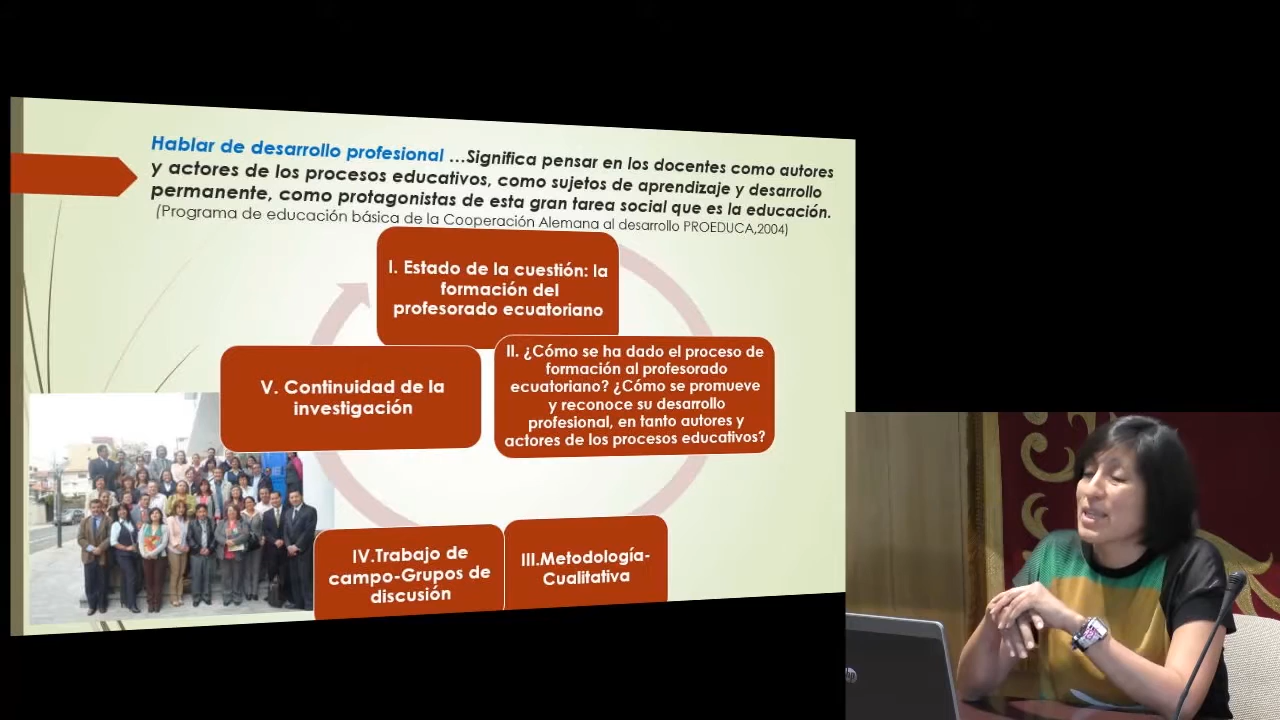 Hablar de desarrollo profesional ...Significa pensar en los docentes como autores
y actores de los procesos educativos, como sujetos de aprendizaje y desarrollo
permanente, como protagonistas de esta gran tarea social que es la educación.
(Programa de educación básica de la Cooperación Alemana al desarrollo PROEDUCA,2004)
I. Estado de la cuestión: la
formación del
profesorado ecuatoriano
II. ¿Cómo se ha dado el proceso de
formación al profesorado
ecuatoriano? ¿Cómo se promueve
y reconoce su desarrollo
profesional, en tanto autores y
actores de los procesos educativos?
III.Metodología-
Cualitativa
IV.Trabajo de
campo-Grupos de
discusión
V. Continuidad de la
investigación
hp